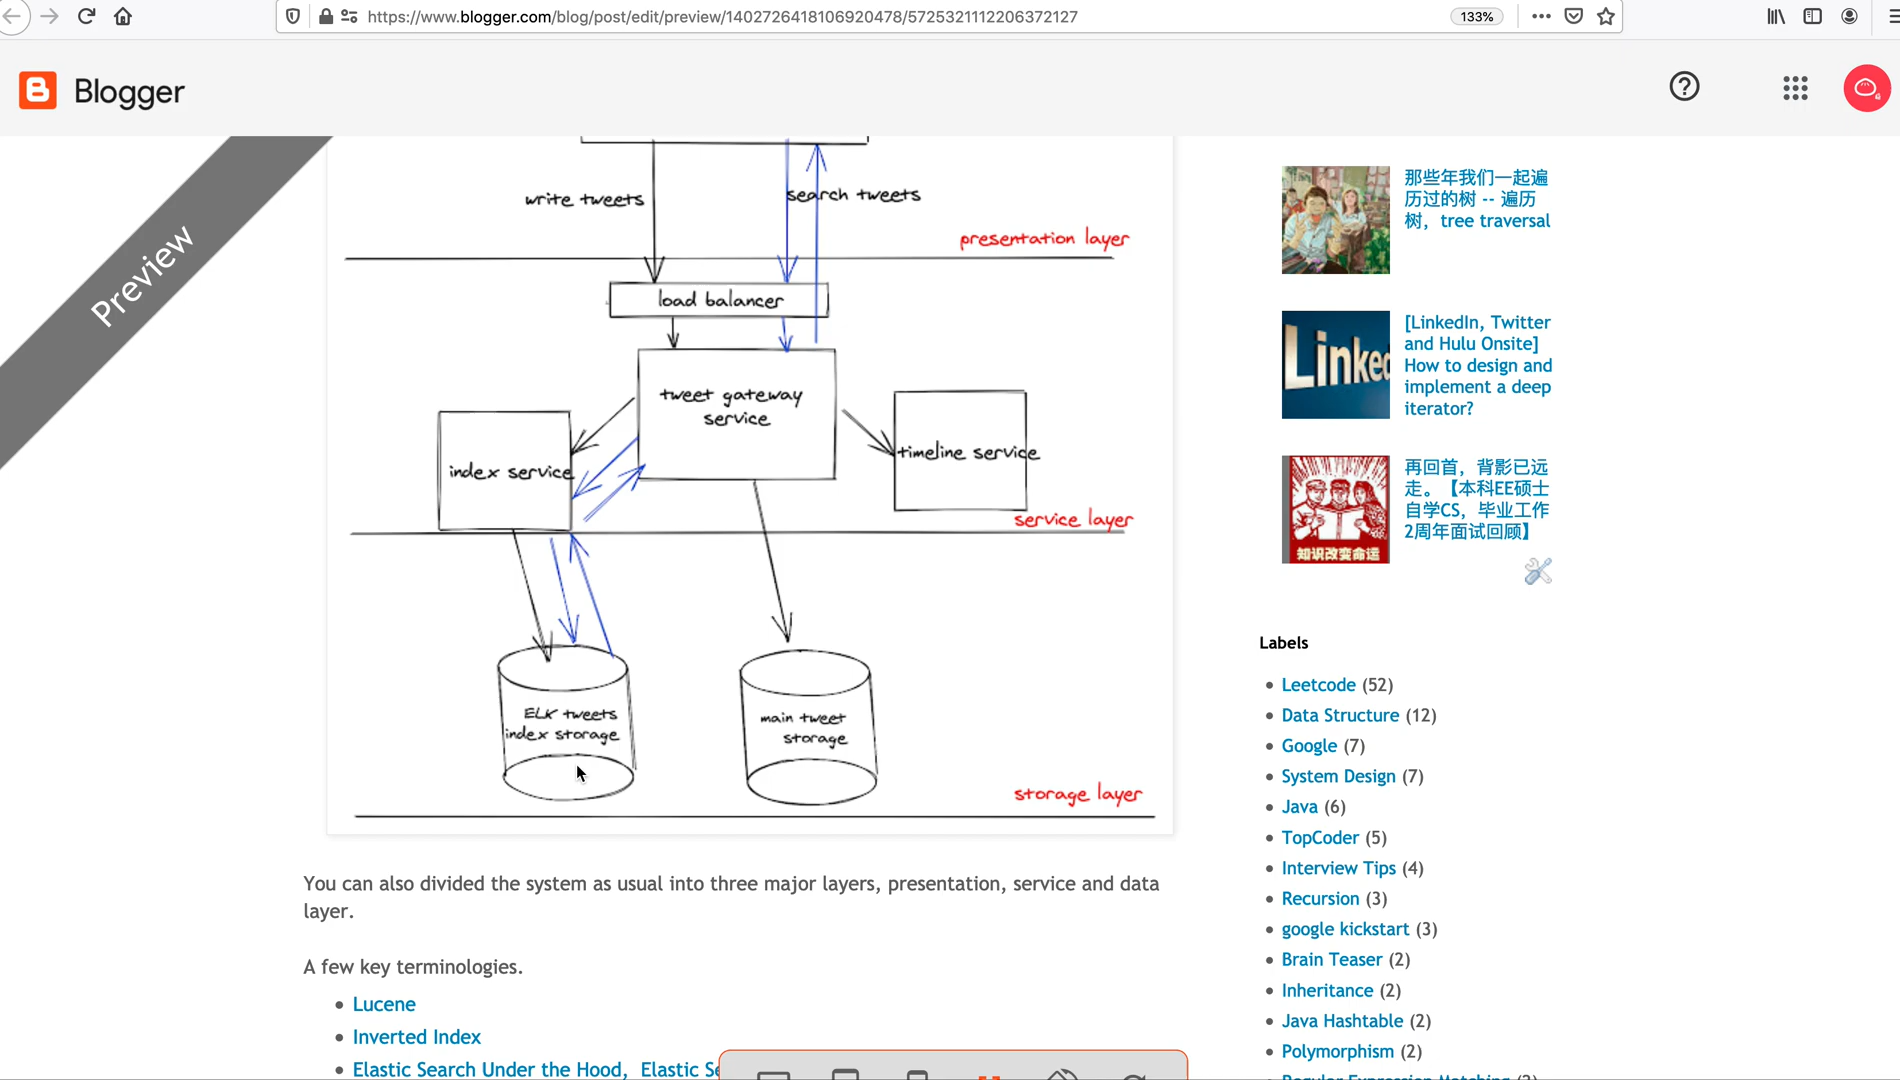 https://www.blogger.com/blog/post/edit/preview/1402726418106920478/5725321112206372127
133%
Blogger
Preview
write tweets
search tweets
presentation layer
load balancer
tweet gateway
service
index service
timeline service
service layer
ELK tweets
index storage
main tweet
storage
storage layer
You can also divided the system as usual into three major layers, presentation, service and data
layer.
A few key terminologies.
Lucene
Inverted Index
Elastic Search Under the Hood, Elastic
那些年我们一起遍
历过的树 -- 遍历
树，tree traversal
Linked
[LinkedIn, Twitter
and Hulu Onsite]
How to design and
implement a deep
iterator?
知识改变命运
再回首，背影已远
走。【本科EE硕士
自学CS，毕业工作
2周年面试回顾】
Labels
Leetcode (52)
Data Structure (12)
Google (7)
System Design (7)
Java (6)
TopCoder (5)
Interview Tips (4)
Recursion (3)
google kickstart (3)
Brain Teaser (2)
Inheritance (2)
Java Hashtable (2)
Polymorphism (2)